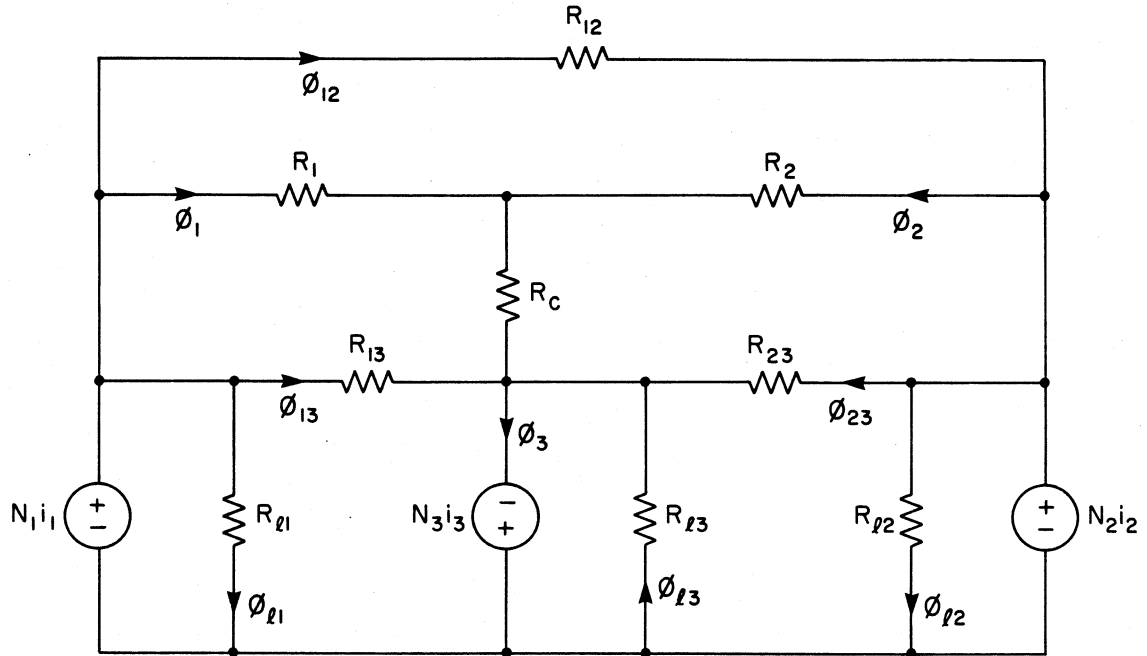 R12
ø12
R1
R2
ø1
ø2
Rc
R13
R23
ø13
ø3
ø23
N1i1
+
−
Rℓ1
N3i3
−
+
Rℓ3
Rℓ2
+
−
N2i2
øℓ1
øℓ3
øℓ2